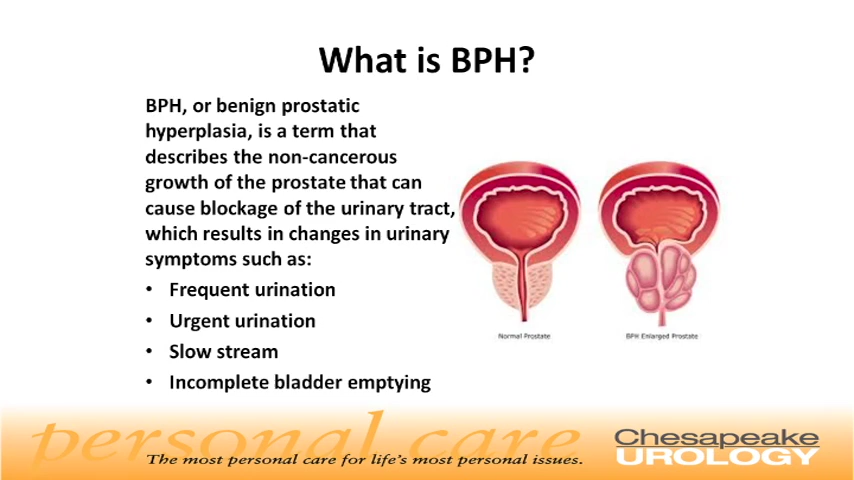 What is BPH?
BPH, or benign prostatic
hyperplasia, is a term that
describes the non-cancerous
growth of the prostate that can
cause blockage of the urinary tract,
which results in changes in urinary
symptoms such as:
• Frequent urination
• Urgent urination
• Slow stream
• Incomplete bladder emptying
Normal Prostate
BPH Enlarged Prostate
personal care
The most personal care for life's most personal issues.
Chesapeake
UROLOGY